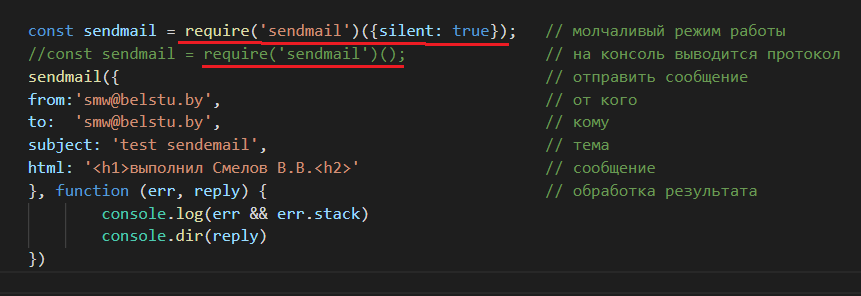 const sendmail = require('sendmail')({silent: true});   // молчаливый режим работы
//const sendmail = require('sendmail')();   // на консоль выводится протокол
sendmail({   // отправить сообщение
from:'smw@belstu.by',   // от кого
to:  'smw@belstu.by',   // кому
subject: 'test sendemail',   // тема
html: '<h1>выполнил Смелов В.В.<h2>'   // сообщение
}, function (err, reply) {   // обработка результата
console.log(err && err.stack)
console.dir(reply)
})